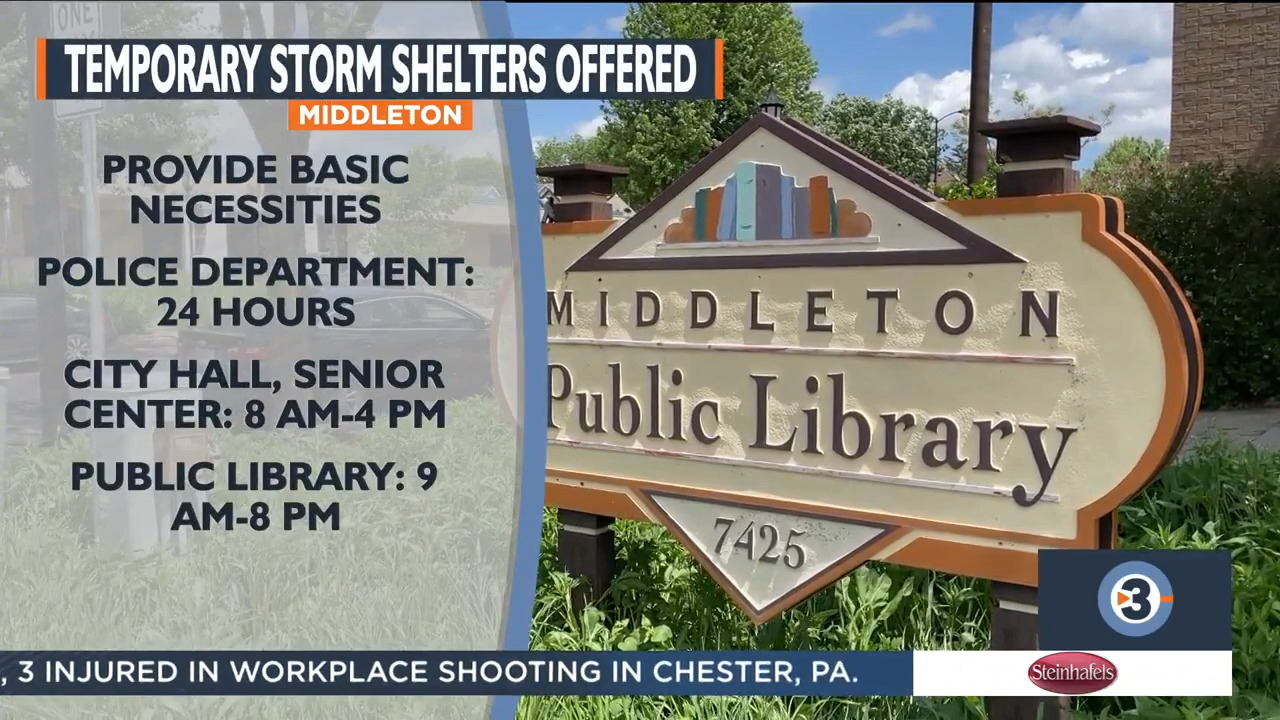 ONE
TEMPORARY STORM SHELTERS OFFERED
MIDDLETON
PROVIDE BASIC
NECESSITIES
POLICE DEPARTMENT:
24 HOURS
CITY HALL, SENIOR
CENTER: 8 AM-4 PM
PUBLIC LIBRARY: 9
AM-8 PM
MIDDLETON
Public Library
7425
3
, 3 INJURED IN WORKPLACE SHOOTING IN CHESTER, PA.
Steinhafels